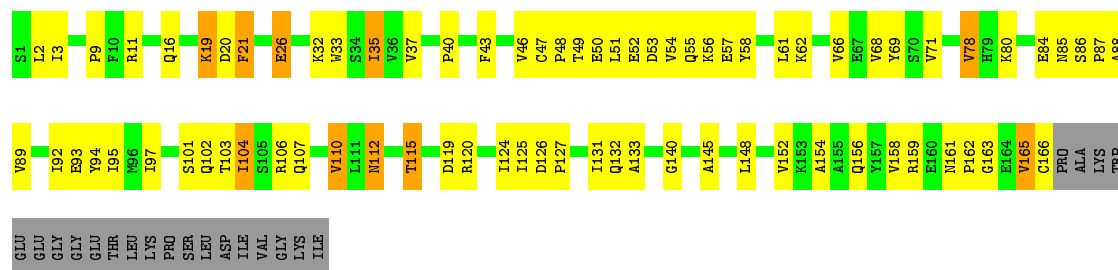 S1 L2 I3 P9 F10 R11 Q16 K19 D20 F21 E26 K32 W33 S34 I35 V36 V37 P40 F43 V46 C47 P48 T49 E50 L51 E52 D53 V54 Q55 K56 E57 Y58 L61 K62 V66 E67 V68 Y69 S70 V71 V78 H79 K80 E84 N85 S86 P87 A88
V89 I92 E93 Y94 I95 M96 I97 S101 Q102 T103 I104 S105 R106 Q107 V110 L111 N112 T115 D119 R120 I124 I125 D126 P127 I131 Q132 A133 G140 A145 L148 V152 K153 A154 A155 Q156 Y157 V158 R159 E160 N161 P162 G163 E164 V165 C166 PRO ALA LYS TRP
GLU GLU GLY GLY GLU THR LEU LYS PRO SER LEU ASP ILE VAL GLY LYS ILE